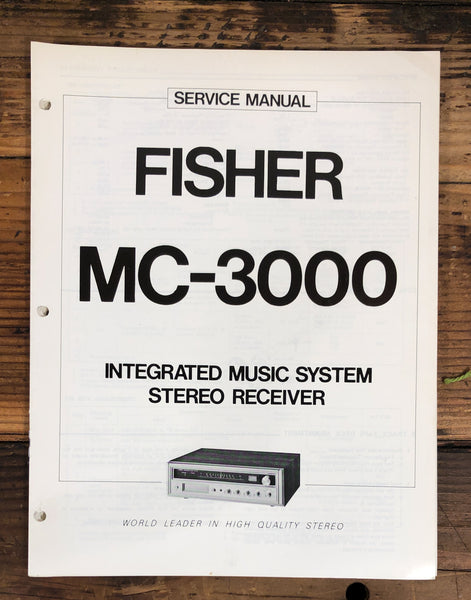 SERVICE MANUAL
FISHER
MC-3000
INTEGRATED MUSIC SYSTEM
STEREO RECEIVER
WORLD LEADER IN HIGH QUALITY STEREO